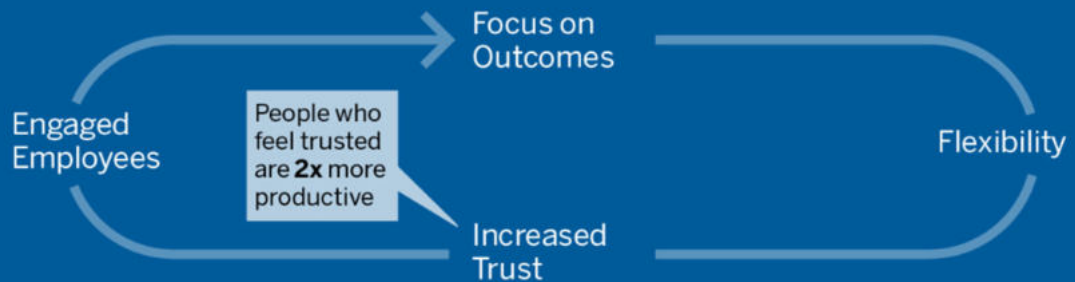 Focus on
Outcomes
Engaged
Employees
People who
feel trusted
are 2x more
productive
Flexibility
Increased
Trust